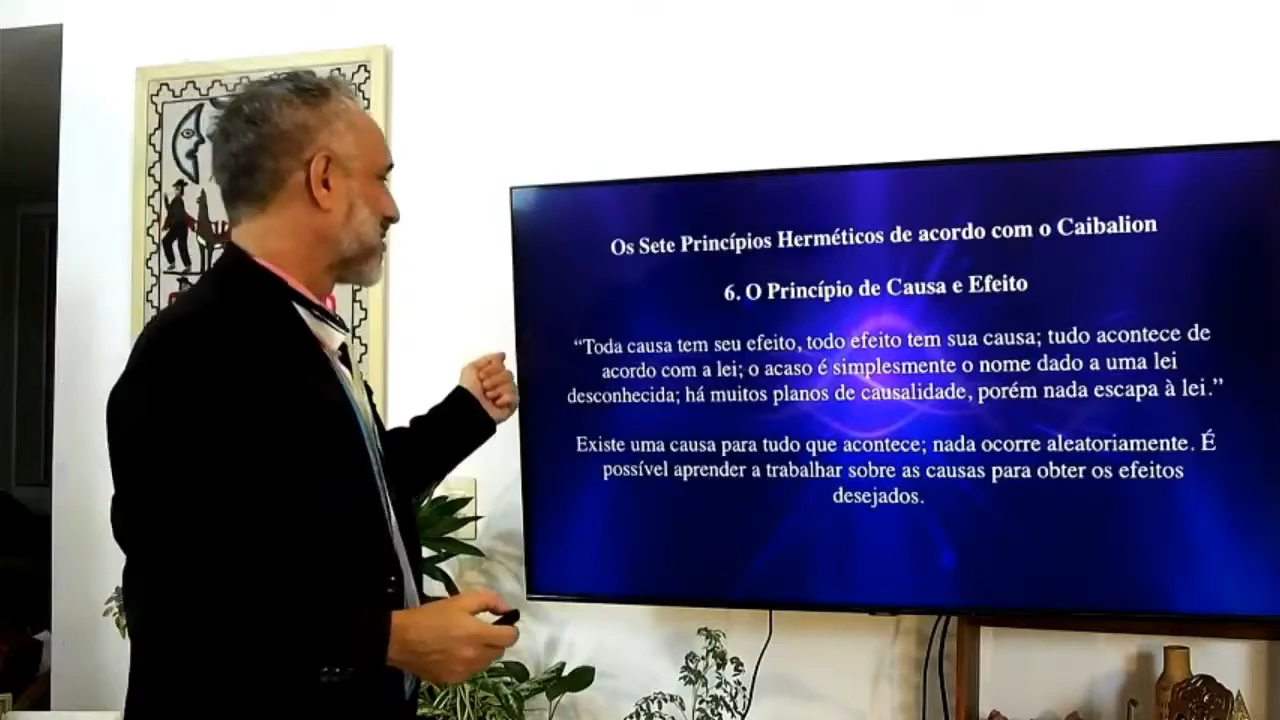 Os Sete Princípios Herméticos de acordo com o Caibalion
6. O Princípio de Causa e Efeito
“Toda causa tem seu efeito, todo efeito tem sua causa; tudo acontece de
acordo com a lei; o acaso é simplesmente o nome dado a uma lei
desconhecida; há muitos planos de causalidade, porém nada escapa à lei.”
Existe uma causa para tudo que acontece; nada ocorre aleatoriamente. É
possível aprender a trabalhar sobre as causas para obter os efeitos
desejados.